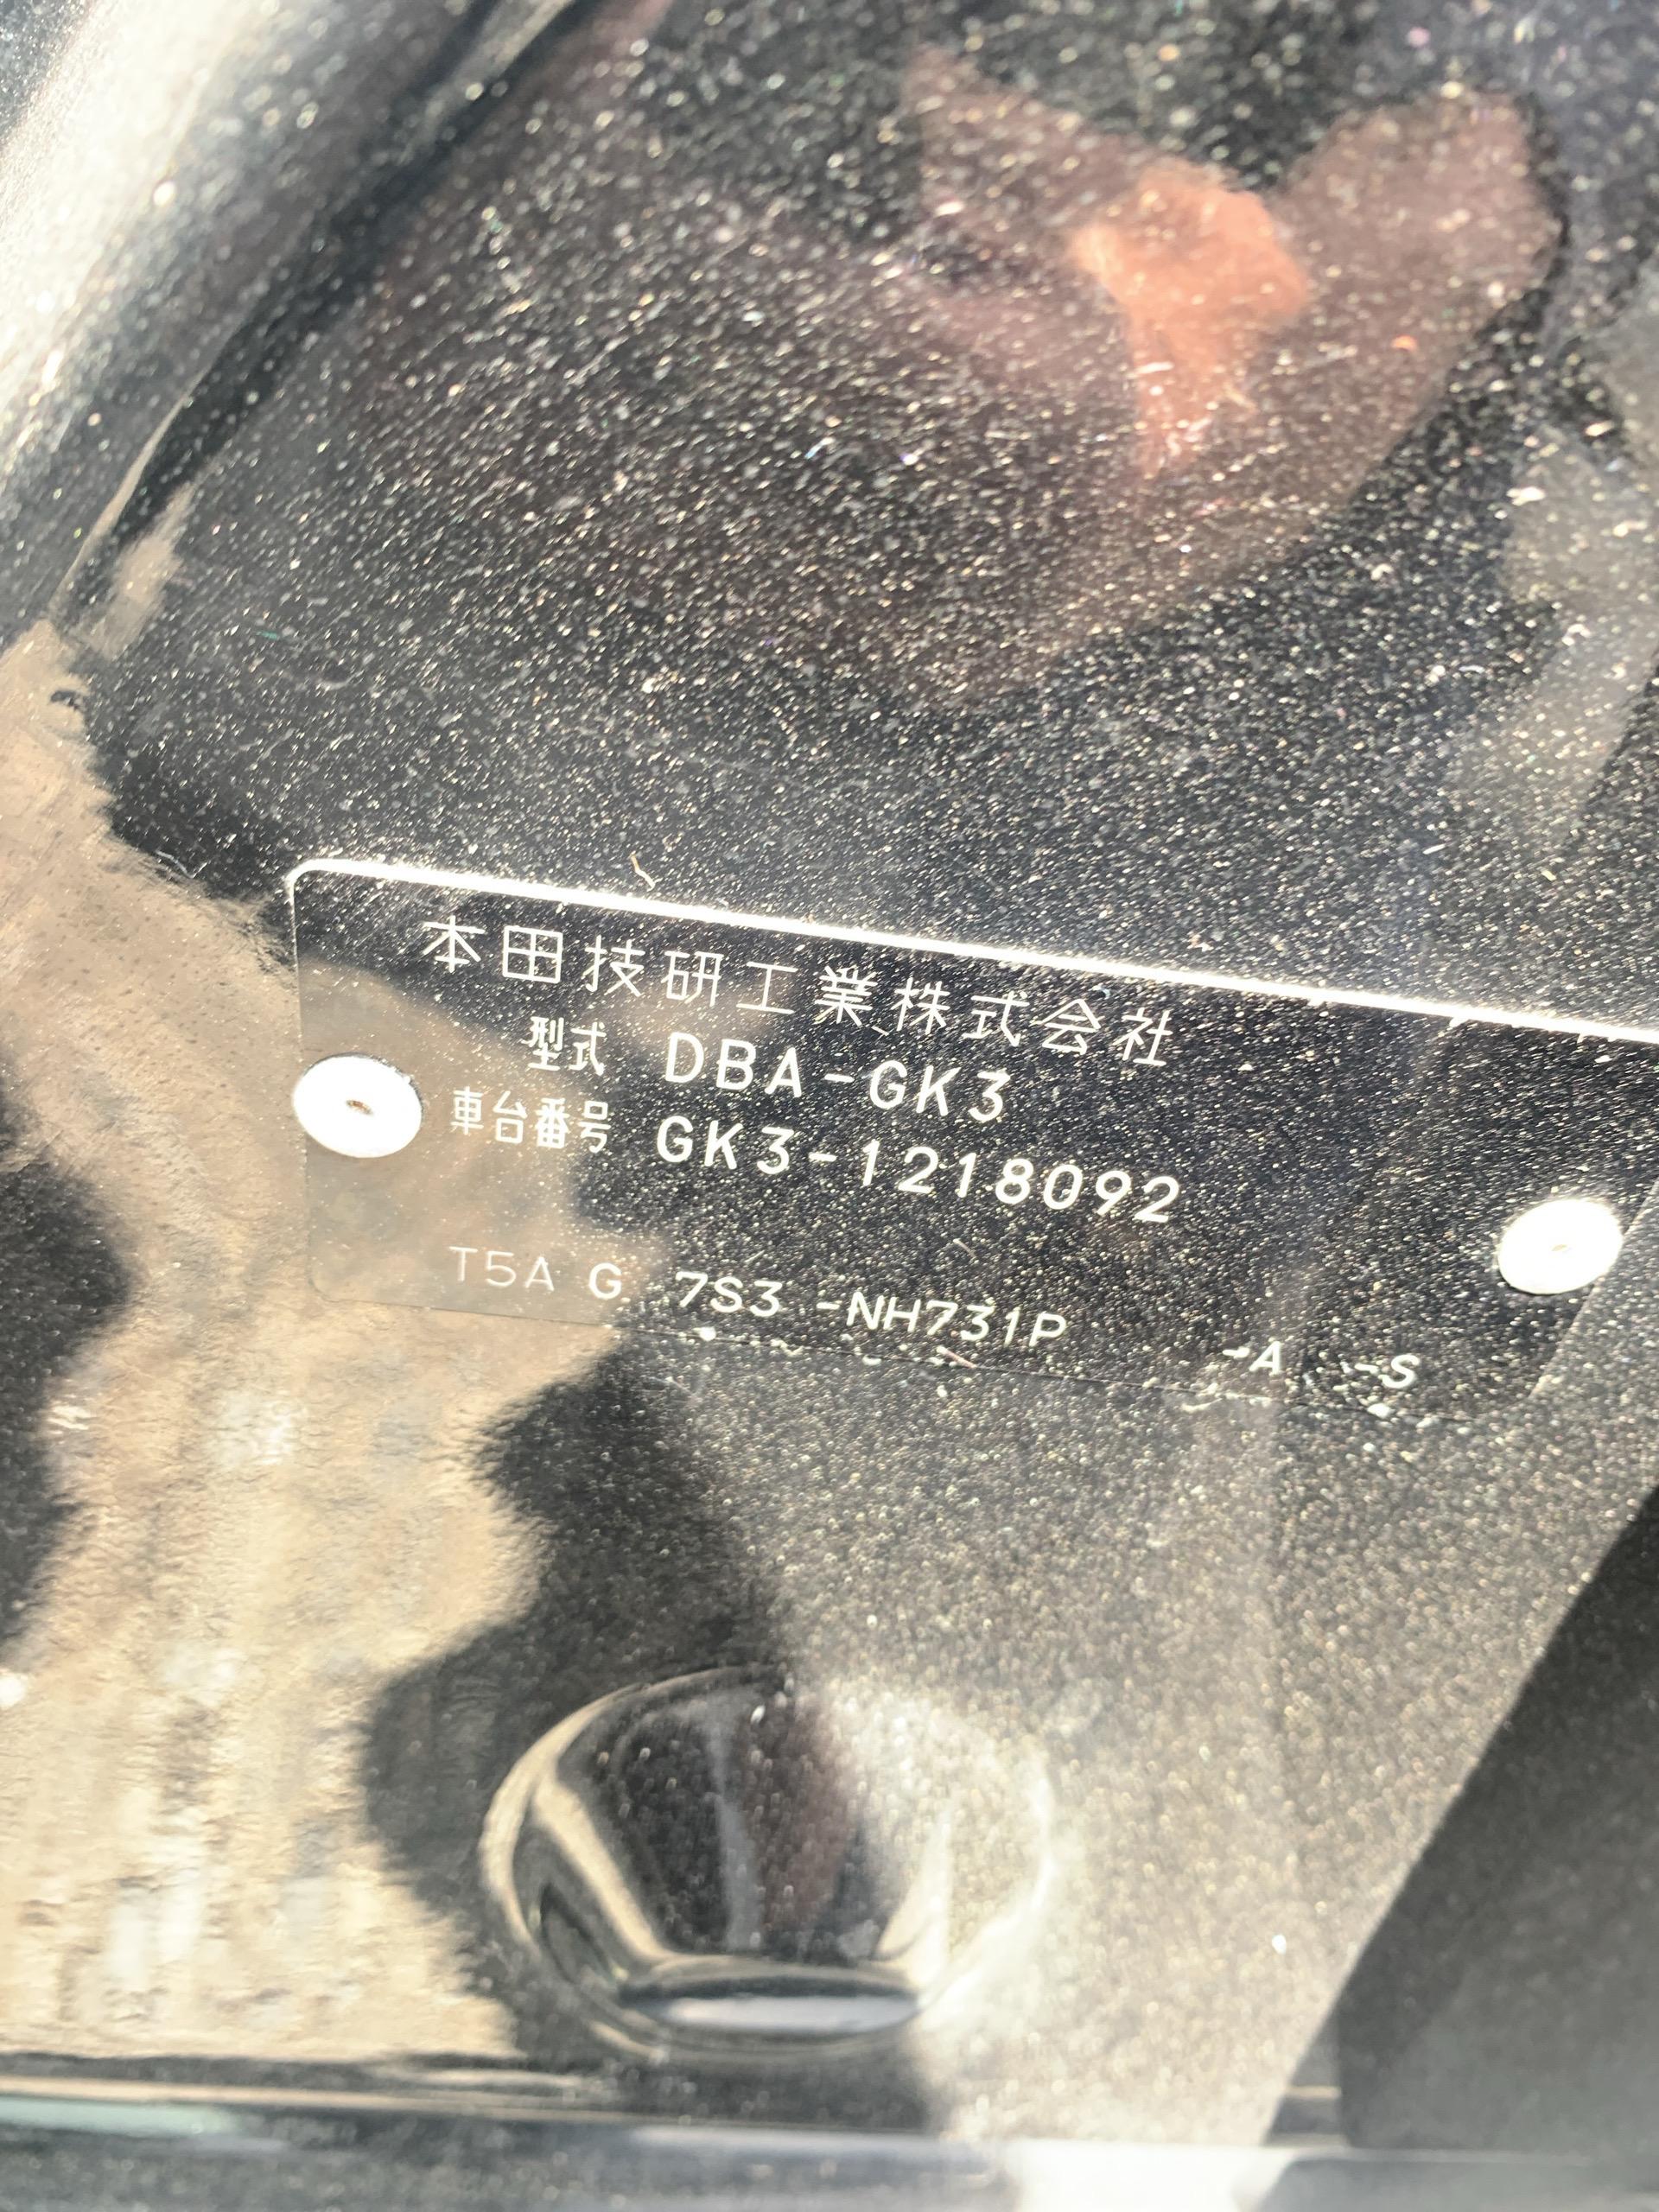 本田技研工業株式会社
型式 DBA-GK3
車台番号 GK3-1218092
T5A G 7S3 -NH731P -A -S